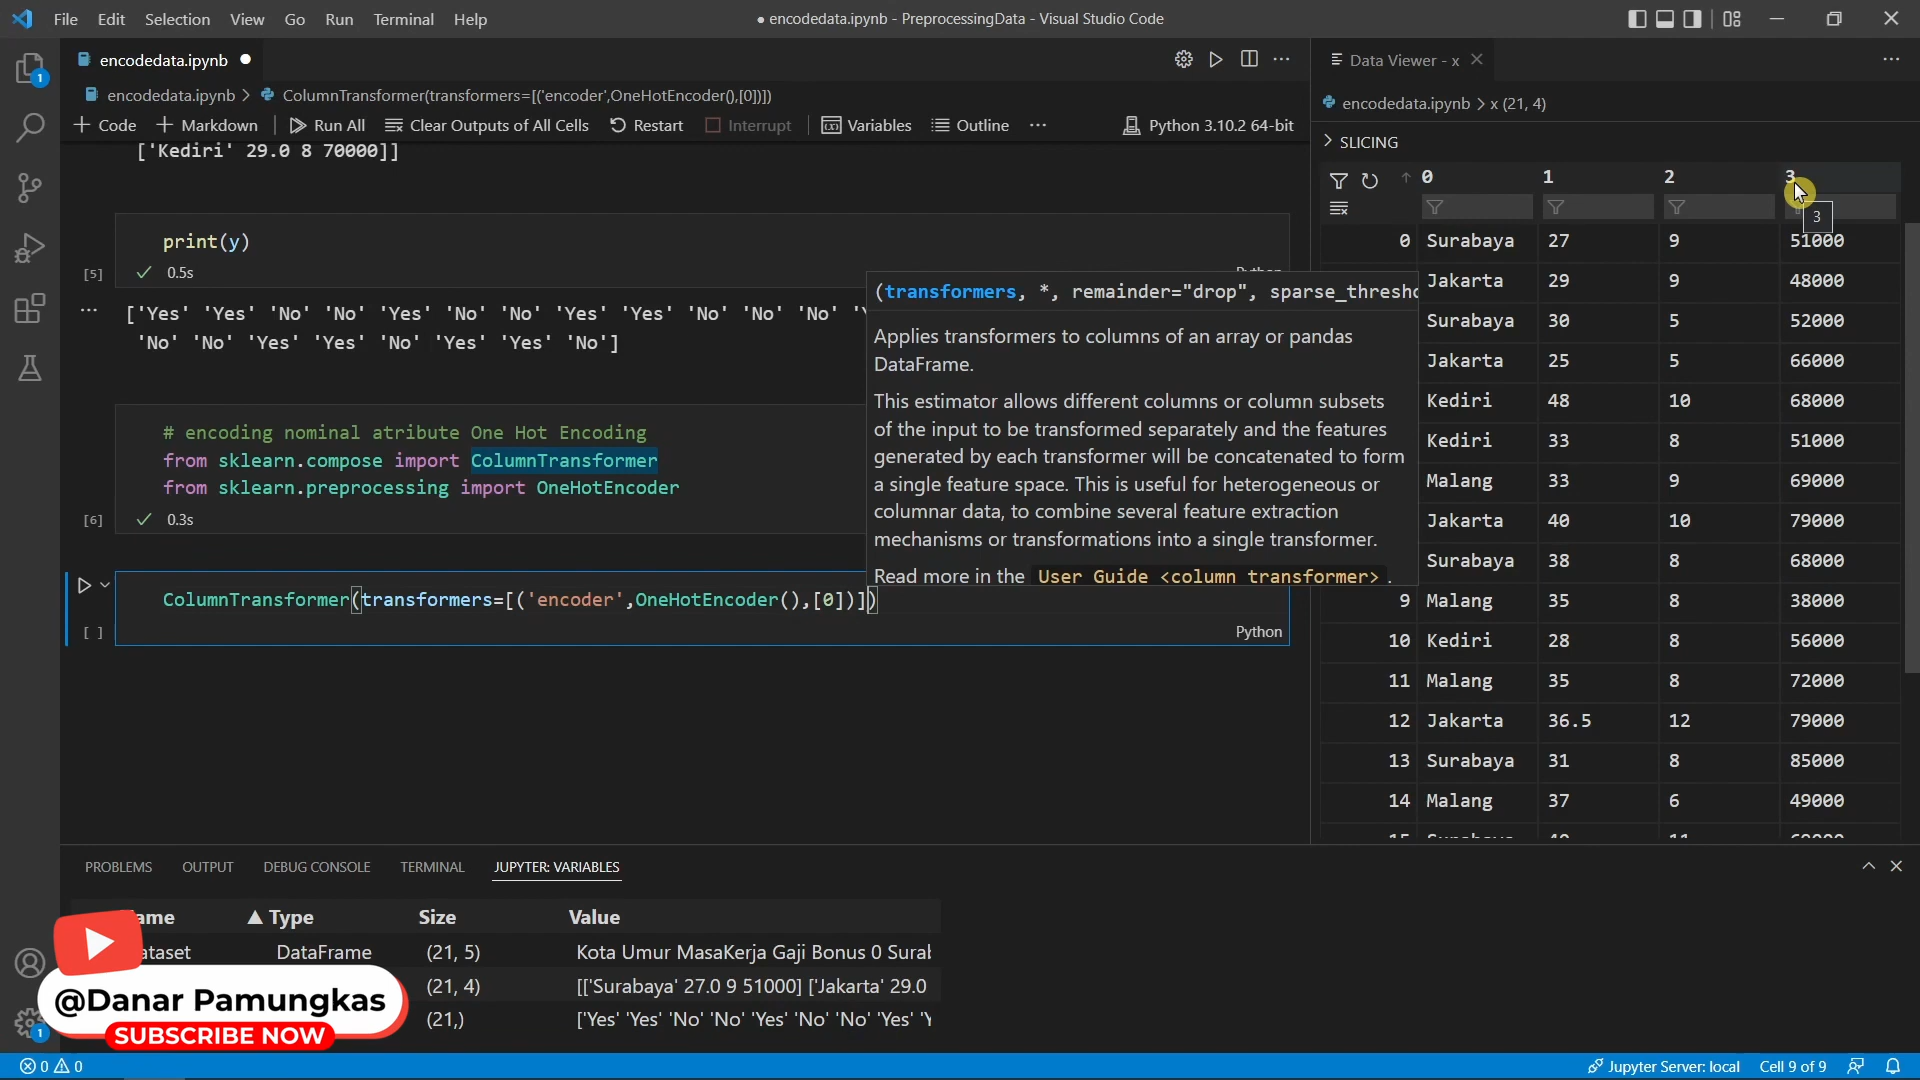 File Edit Selection View Go Run Terminal Help
● encodedata.ipynb - PreprocessingData - Visual Studio Code
encodedata.ipynb ●
encodedata.ipynb > ColumnTransformer(transformers=[('encoder',OneHotEncoder(),[0])])
+ Code + Markdown Run All Clear Outputs of All Cells Restart Interrupt Variables Outline ··· Python 3.10.2 64-bit
['Kediri' 29.0 8 70000]]
print(y)
[5] ✓ 0.5s
··· ['Yes' 'Yes' 'No' 'No' 'Yes' 'No' 'No' 'Yes' 'Yes' 'No' 'No' 'No'
'No' 'No' 'Yes' 'Yes' 'No' 'Yes' 'Yes' 'No']
# encoding nominal atribute One Hot Encoding
from sklearn.compose import ColumnTransformer
from sklearn.preprocessing import OneHotEncoder
[6] ✓ 0.3s
(transformers, *, remainder="drop", sparse_thresho
Applies transformers to columns of an array or pandas
DataFrame.
This estimator allows different columns or column subsets
of the input to be transformed separately and the features
generated by each transformer will be concatenated to form
a single feature space. This is useful for heterogeneous or
columnar data, to combine several feature extraction
mechanisms or transformations into a single transformer.
Read more in the User Guide <column transformer> .
ColumnTransformer(transformers=[('encoder',OneHotEncoder(),[0])])
[ ] Python
Data Viewer - x
encodedata.ipynb > x (21, 4)
> SLICING
0 1 2 3
3
0 Surabaya 27 9 51000
Jakarta 29 9 48000
Surabaya 30 5 52000
Jakarta 25 5 66000
Kediri 48 10 68000
Kediri 33 8 51000
Malang 33 9 69000
Jakarta 40 10 79000
Surabaya 38 8 68000
9 Malang 35 8 38000
10 Kediri 28 8 56000
11 Malang 35 8 72000
12 Jakarta 36.5 12 79000
13 Surabaya 31 8 85000
14 Malang 37 6 49000
PROBLEMS OUTPUT DEBUG CONSOLE TERMINAL JUPYTER: VARIABLES
ame ▲ Type Size Value
ataset DataFrame (21, 5) Kota Umur MasaKerja Gaji Bonus 0 Surab
(21, 4) [['Surabaya' 27.0 9 51000] ['Jakarta' 29.0
(21,) ['Yes' 'Yes' 'No' 'No' 'Yes' 'No' 'No' 'Yes'
@Danar Pamungkas
SUBSCRIBE NOW
1
1
0 0 Jupyter Server: local Cell 9 of 9